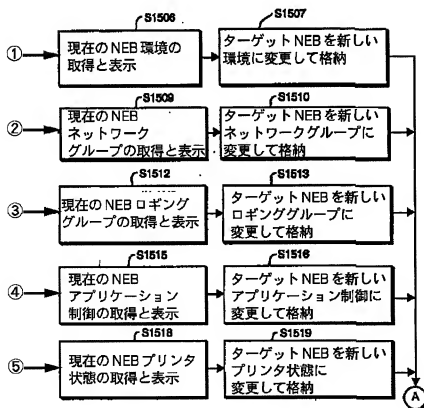 S1506
S1507
①
現在のNEB環境の
取得と表示
ターゲットNEBを新しい
環境に変更して格納
S1509
S1510
②
現在のNEB
ネットワーク
グループの取得と表示
ターゲットNEBを新しい
ネットワークグループに
変更して格納
S1512
S1513
③
現在のNEBロギング
グループの取得と表示
ターゲットNEBを新しい
ロギンググループに
変更して格納
S1515
S1516
④
現在のNEB
アプリケーション
制御の取得と表示
ターゲットNEBを新しい
アプリケーション制御に
変更して格納
S1518
S1519
⑤
現在のNEBプリンタ
状態の取得と表示
ターゲットNEBを新しい
プリンタ状態に
変更して格納
A